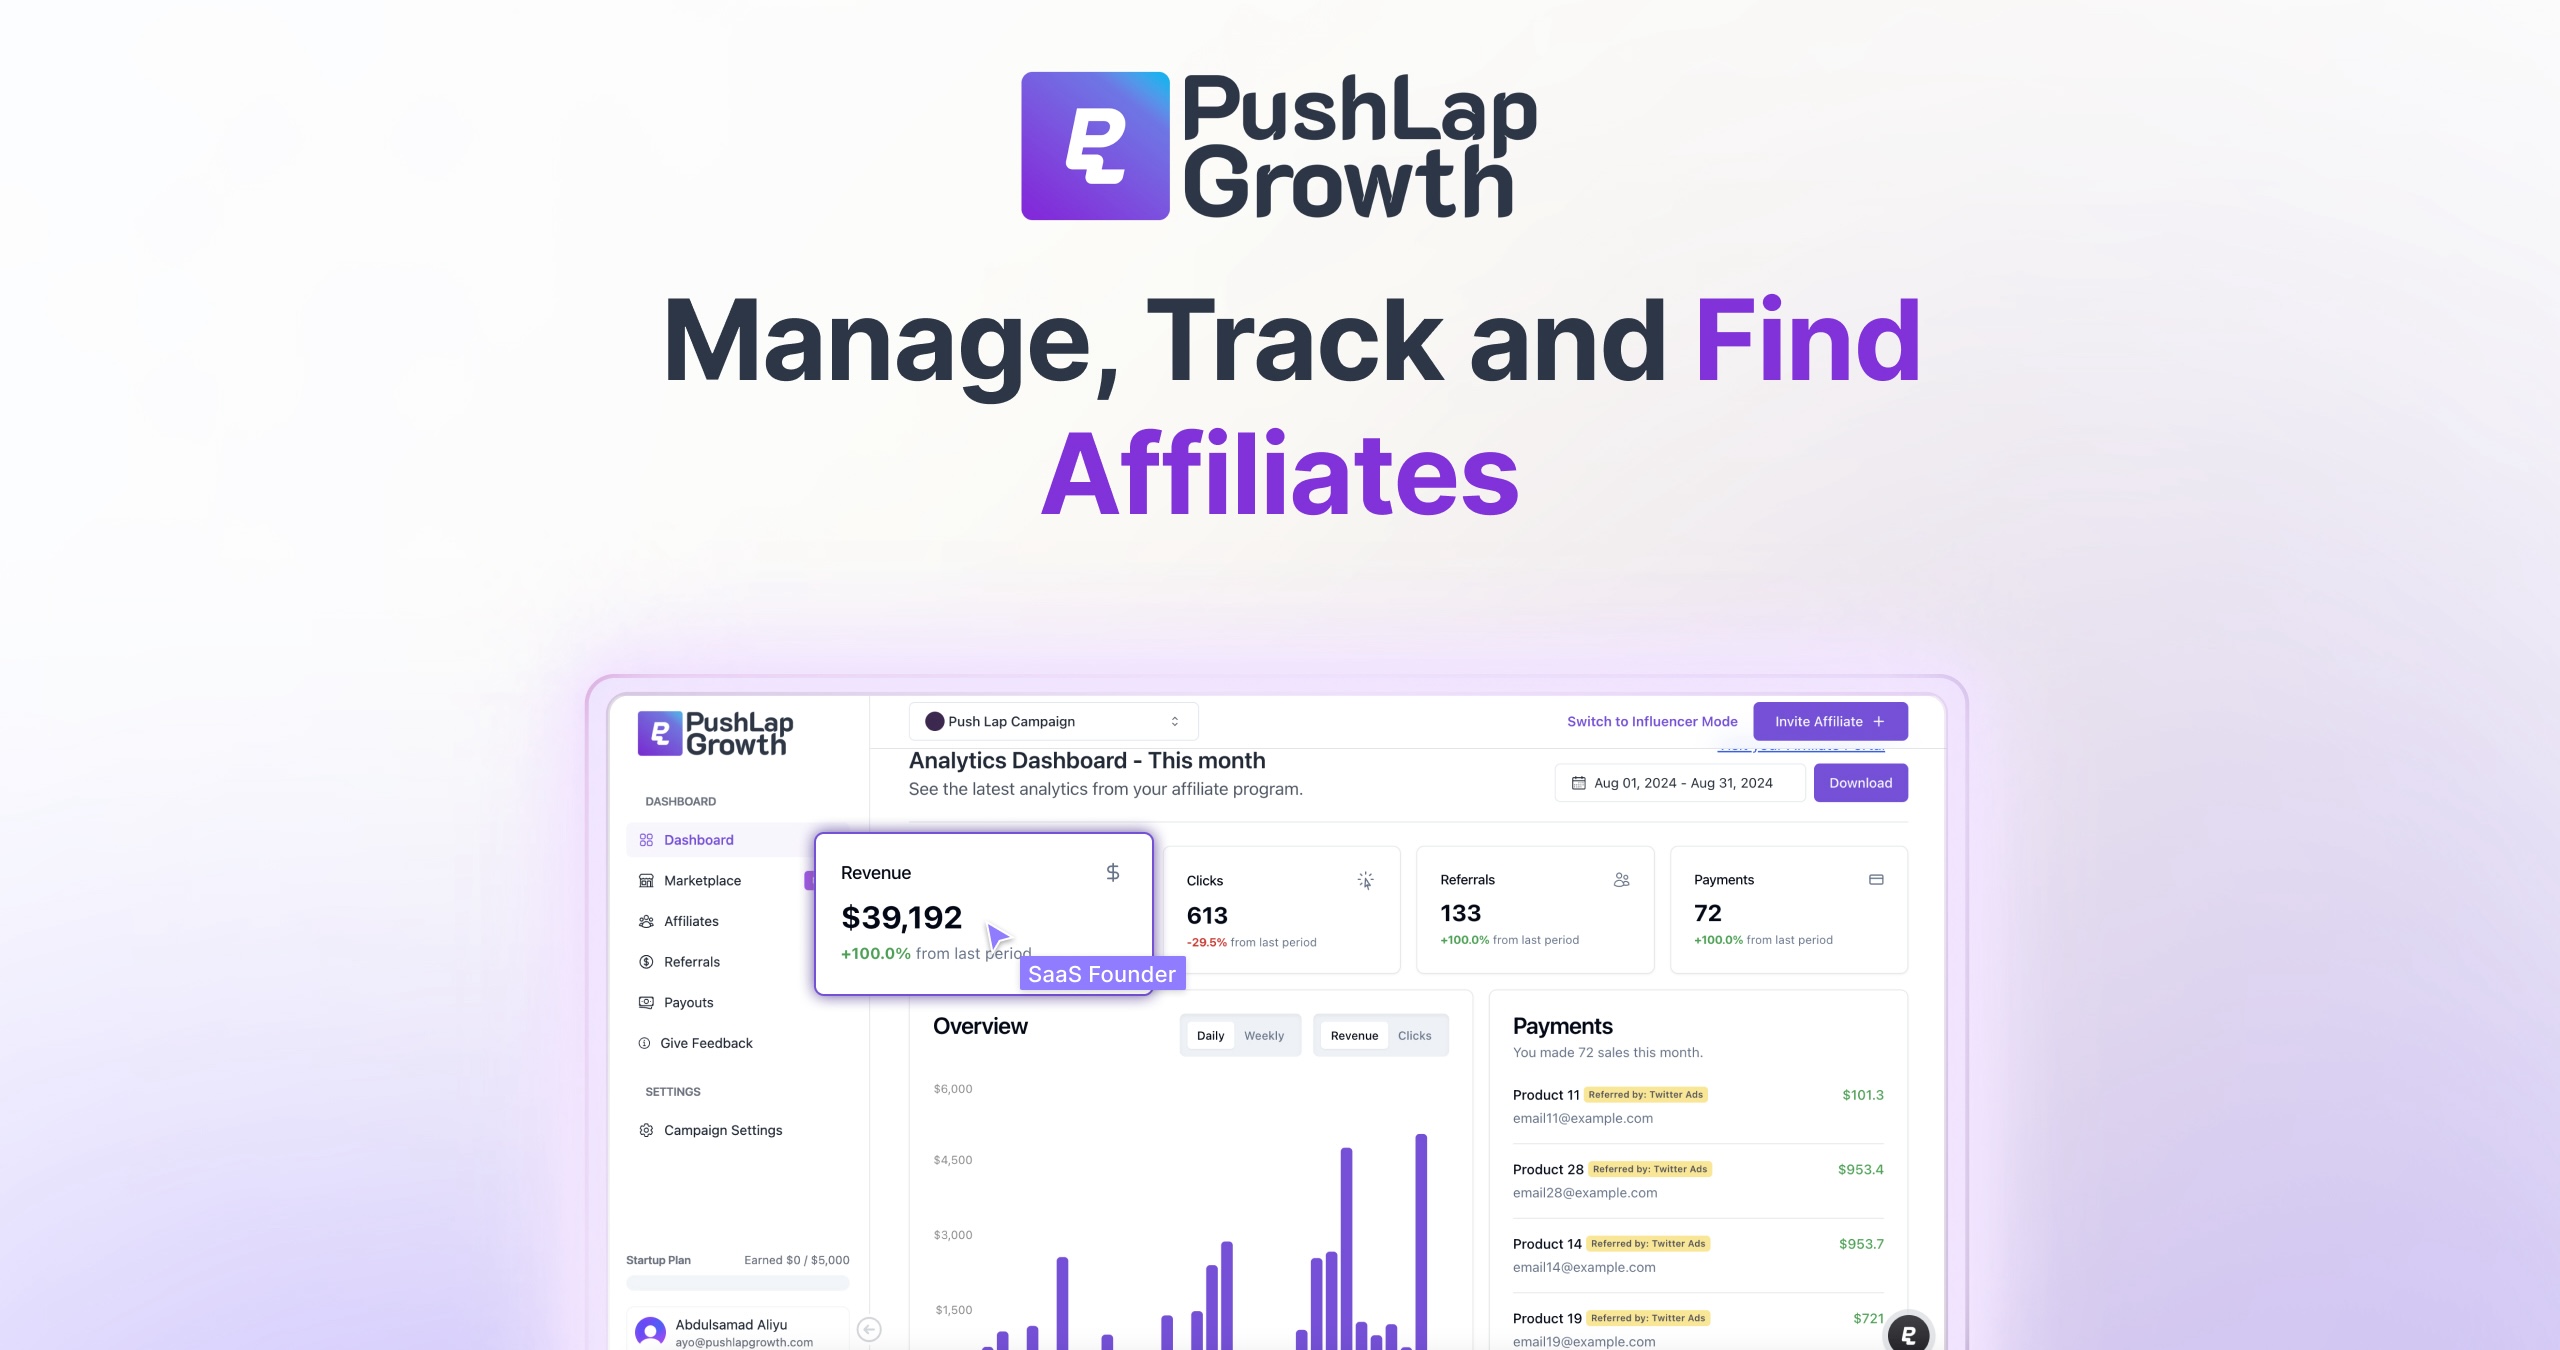 PushLap
Growth
Manage, Track and Find
Affiliates
PushLap
Growth
DASHBOARD
Dashboard
Marketplace
Affiliates
Referrals
Payouts
Give Feedback
SETTINGS
Campaign Settings
Startup Plan Earned $0 / $5,000
Abdulsamad Aliyu
ayo@pushlapgrowth.com
Push Lap Campaign
Switch to Influencer Mode
Invite Affiliate +
Analytics Dashboard - This month
See the latest analytics from your affiliate program.
Aug 01, 2024 - Aug 31, 2024
Download
Revenue
$39,192
+100.0% from last period
SaaS Founder
Clicks
613
-29.5% from last period
Referrals
133
+100.0% from last period
Payments
72
+100.0% from last period
Overview
Daily Weekly
Revenue Clicks
$6,000
$4,500
$3,000
$1,500
Payments
You made 72 sales this month.
Product 11 Referred by: Twitter Ads $101.3
email11@example.com
Product 28 Referred by: Twitter Ads $953.4
email28@example.com
Product 14 Referred by: Twitter Ads $953.7
email14@example.com
Product 19 Referred by: Twitter Ads $721
email19@example.com